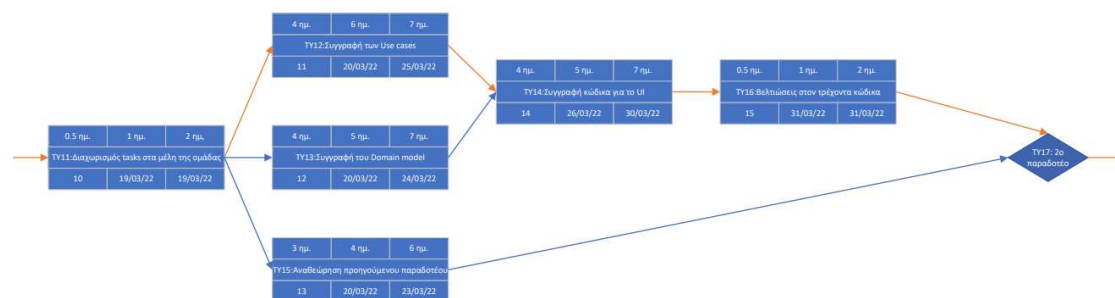 4 ημ. 6 ημ. 7 ημ.
ΤΥ12:Συγγραφή των Use cases
11 20/03/22 25/03/22
4 ημ. 5 ημ. 7 ημ.
ΤΥ14:Συγγραφή κώδικα για το UI
14 26/03/22 30/03/22
0.5 ημ. 1 ημ. 2 ημ.
ΤΥ16:Βελτιώσεις στον τρέχοντα κώδικα
15 31/03/22 31/03/22
0.5 ημ. 1 ημ. 2 ημ,
ΤΥ11:Διαχωρισμός tasks στα μέλη της ομάδας
10 19/03/22 19/03/22
4 ημ. 5 ημ. 7 ημ.
ΤΥ13:Συγγραφή του Domain model
12 20/03/22 24/03/22
ΤΥ17: 2ο
παραδοτέο
3 ημ. 4 ημ. 6 ημ.
ΤΥ15:Αναθεώρηση προηγούμενου παραδοτέου
13 20/03/22 23/03/22